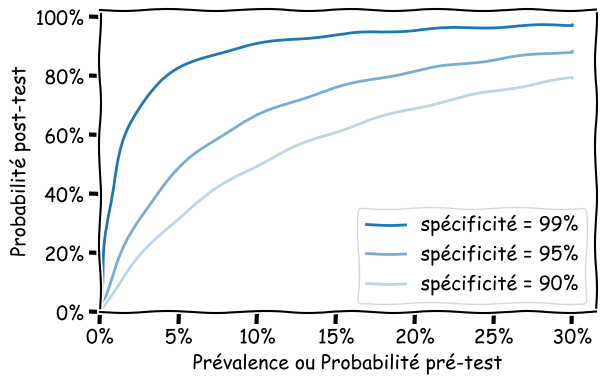 100%
80%
60%
40%
20%
0%
Probabilité post-test
0% 5% 10% 15% 20% 25% 30%
Prévalence ou Probabilité pré-test
spécificité = 99%
spécificité = 95%
spécificité = 90%